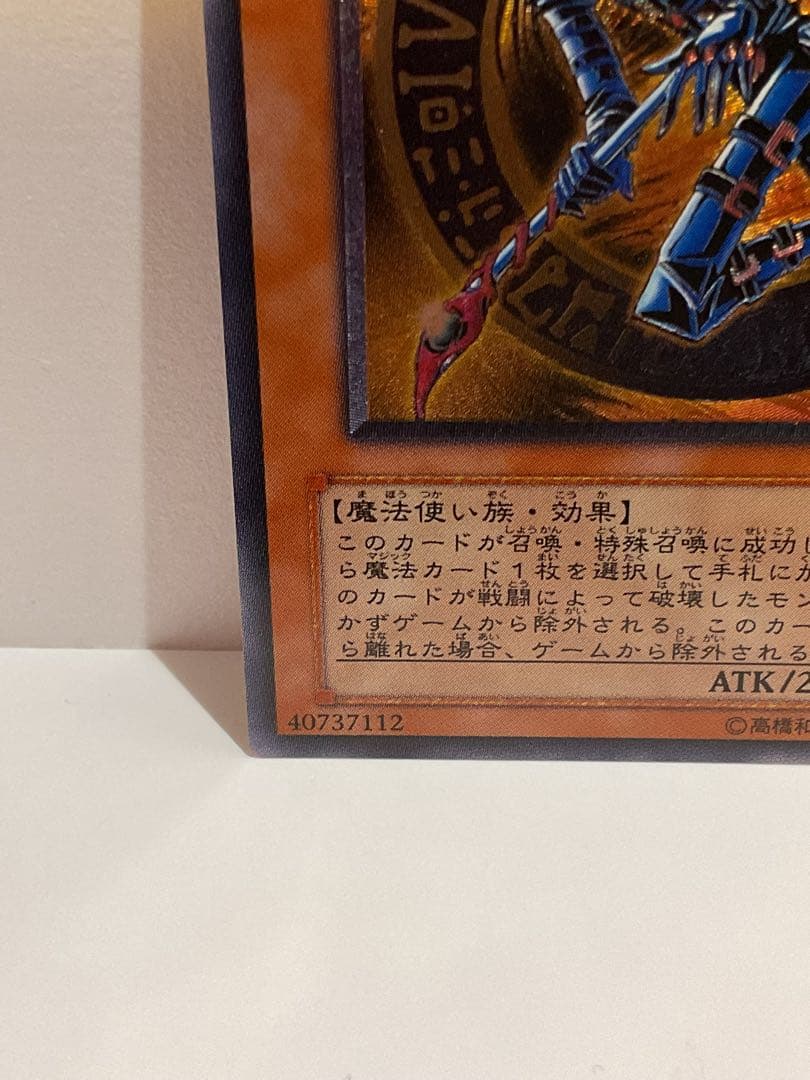 【魔法使い族・効果】
このカードが召喚・特殊召喚に成功し
ら魔法カード1枚を選択して手札にか
のカードが戦闘によって破壊したモン
かずゲームから除外される。このカー
ら離れた場合、ゲームから除外される
ATK/2
40737112
©高橋和